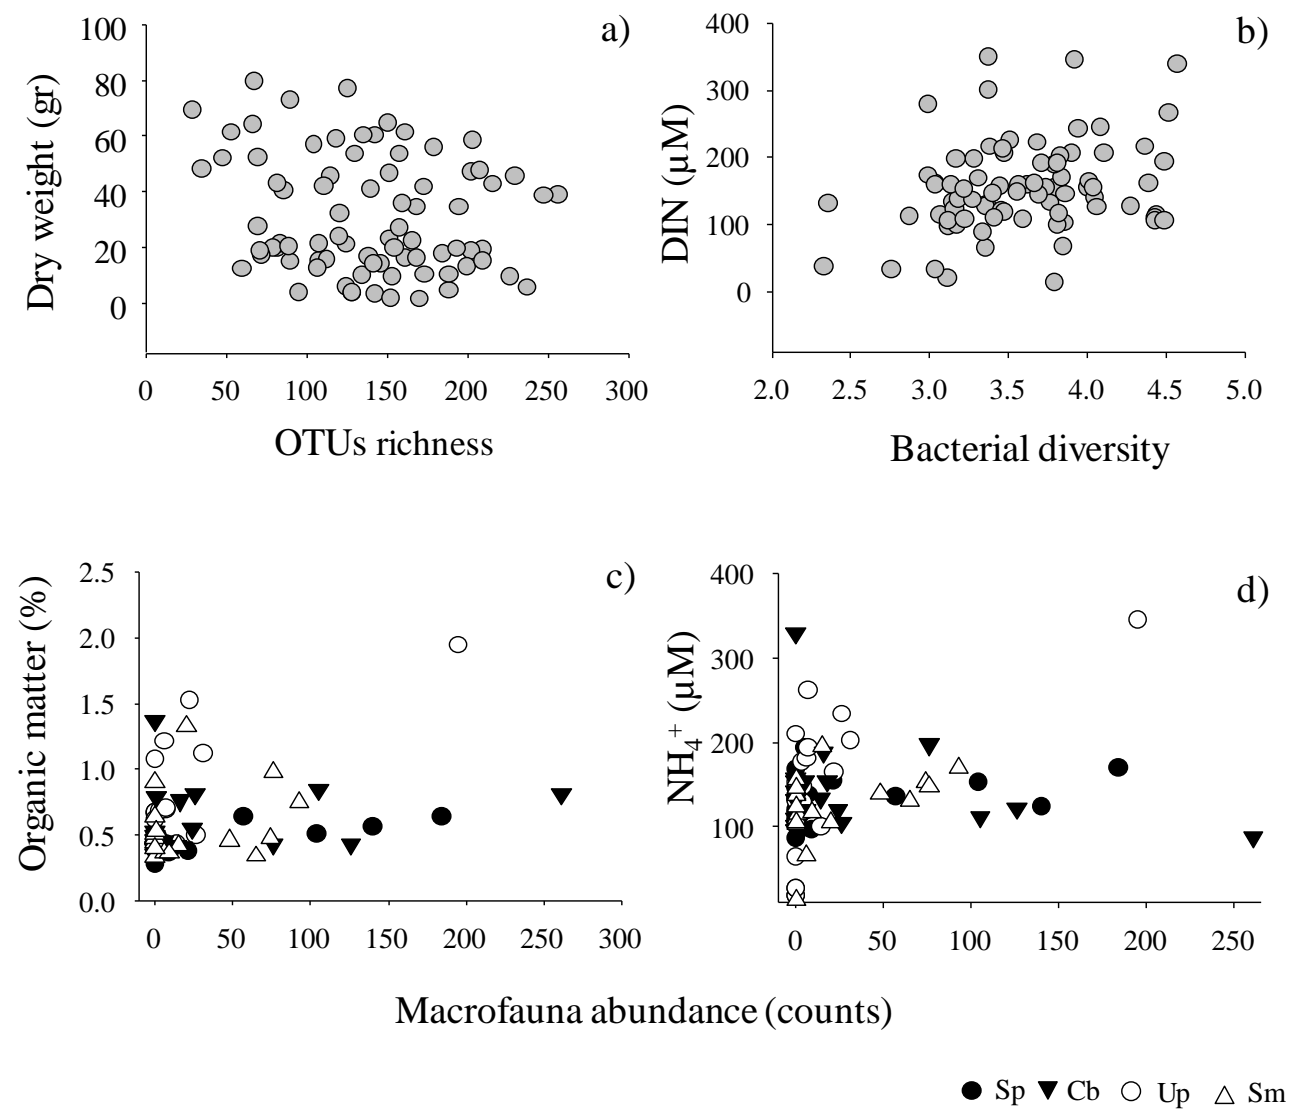 a)
Dry weight (gr)
100
80
60
40
20
0
0 50 100 150 200 250 300
OTUs richness
b)
DIN (µM)
400
300
200
100
0
2.0 2.5 3.0 3.5 4.0 4.5 5.0
Bacterial diversity
c)
Organic matter (%)
2.5
2.0
1.5
1.0
0.5
0.0
0 50 100 150 200 250 300
d)
NH₄⁺ (µM)
400
300
200
100
0 50 100 150 200 250
Macrofauna abundance (counts)
Sp Cb Up Sm